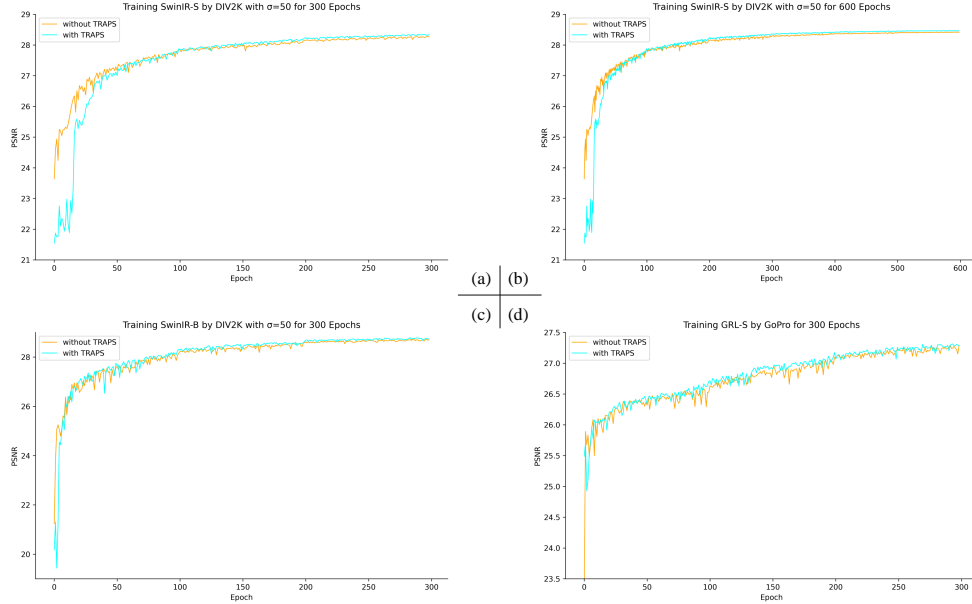 Training SwinIR-S by DIV2K with σ=50 for 300 Epochs
without TRAPS
with TRAPS
PSNR
29
28
27
26
25
24
23
22
21
0 50 100 150 200 250 300
Epoch
Training SwinIR-S by DIV2K with σ=50 for 600 Epochs
without TRAPS
with TRAPS
PSNR
29
28
27
26
25
24
23
22
21
0 100 200 300 400 500 600
Epoch
(a) (b)
(c) (d)
Training SwinIR-B by DIV2K with σ=50 for 300 Epochs
without TRAPS
with TRAPS
PSNR
28
26
24
22
20
0 50 100 150 200 250 300
Epoch
Training GRL-S by GoPro for 300 Epochs
without TRAPS
with TRAPS
PSNR
27.5
27.0
26.5
26.0
25.5
25.0
24.5
24.0
23.5
0 50 100 150 200 250 300
Epoch